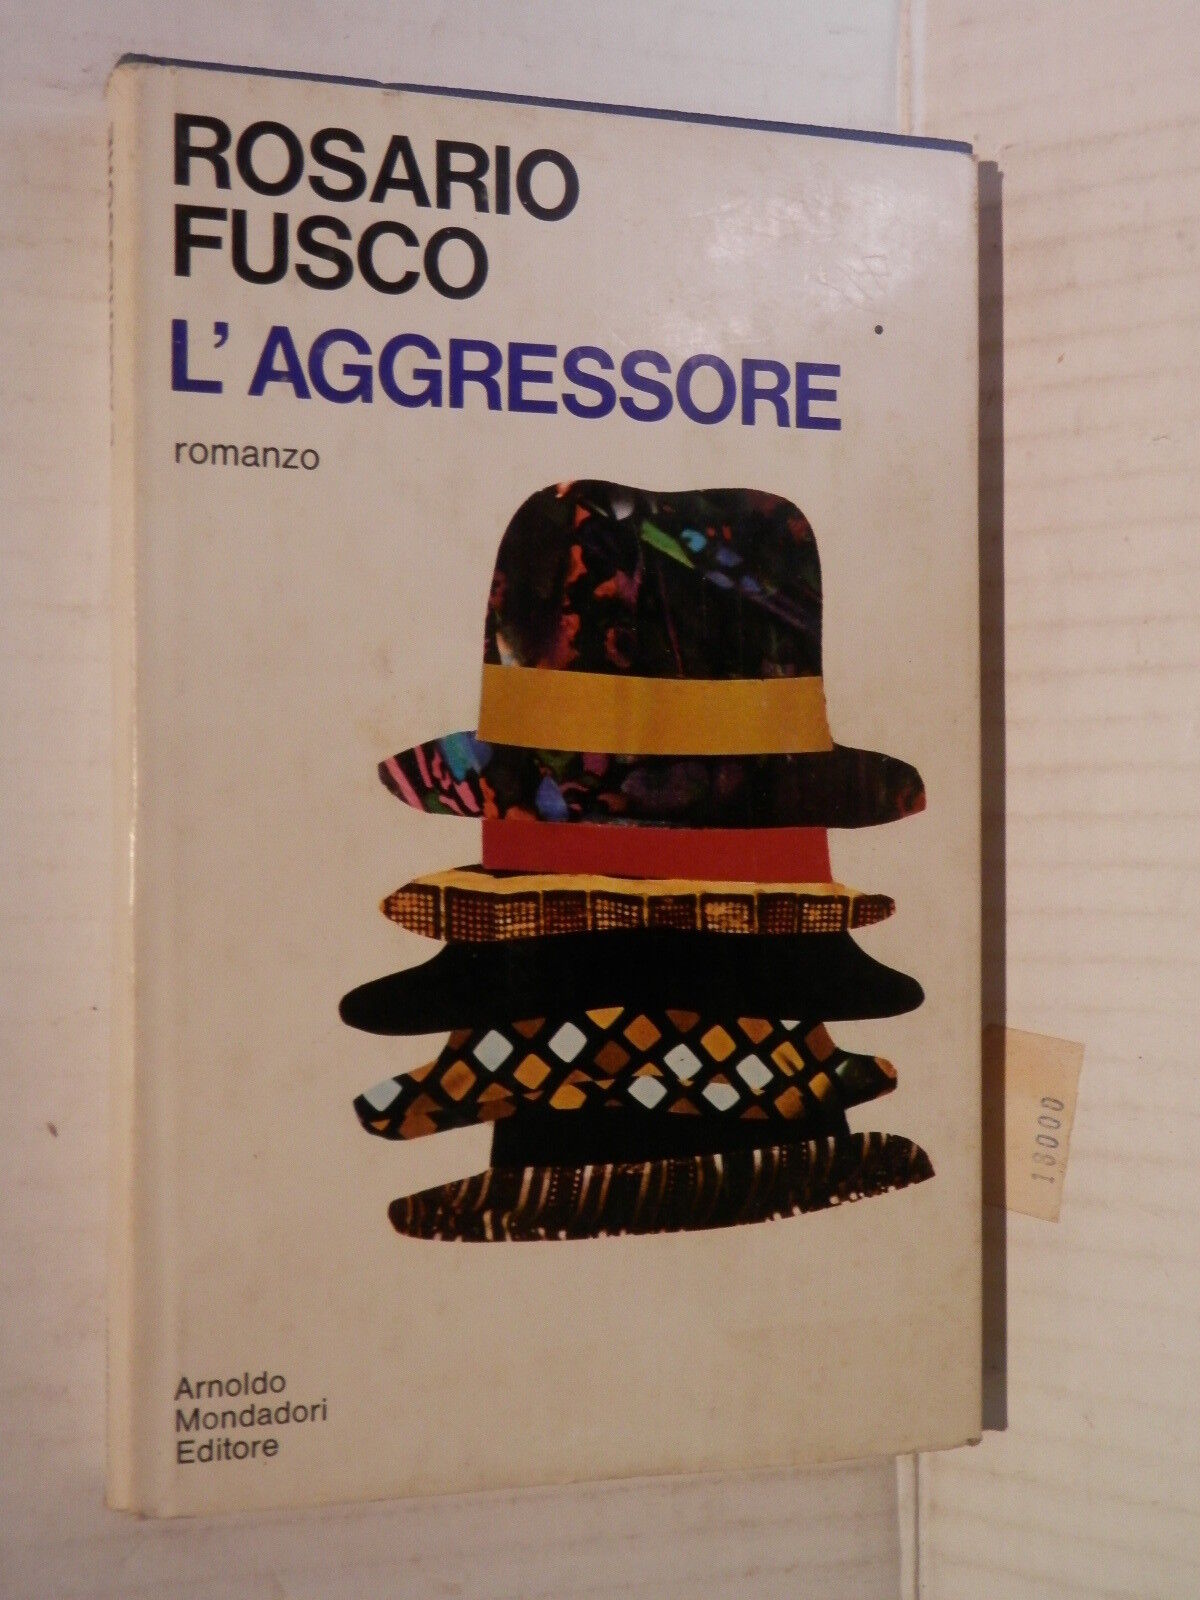 ROSARIO
FUSCO
L'AGGRESSORE
romanzo
Arnoldo
Mondadori
Editore
18000